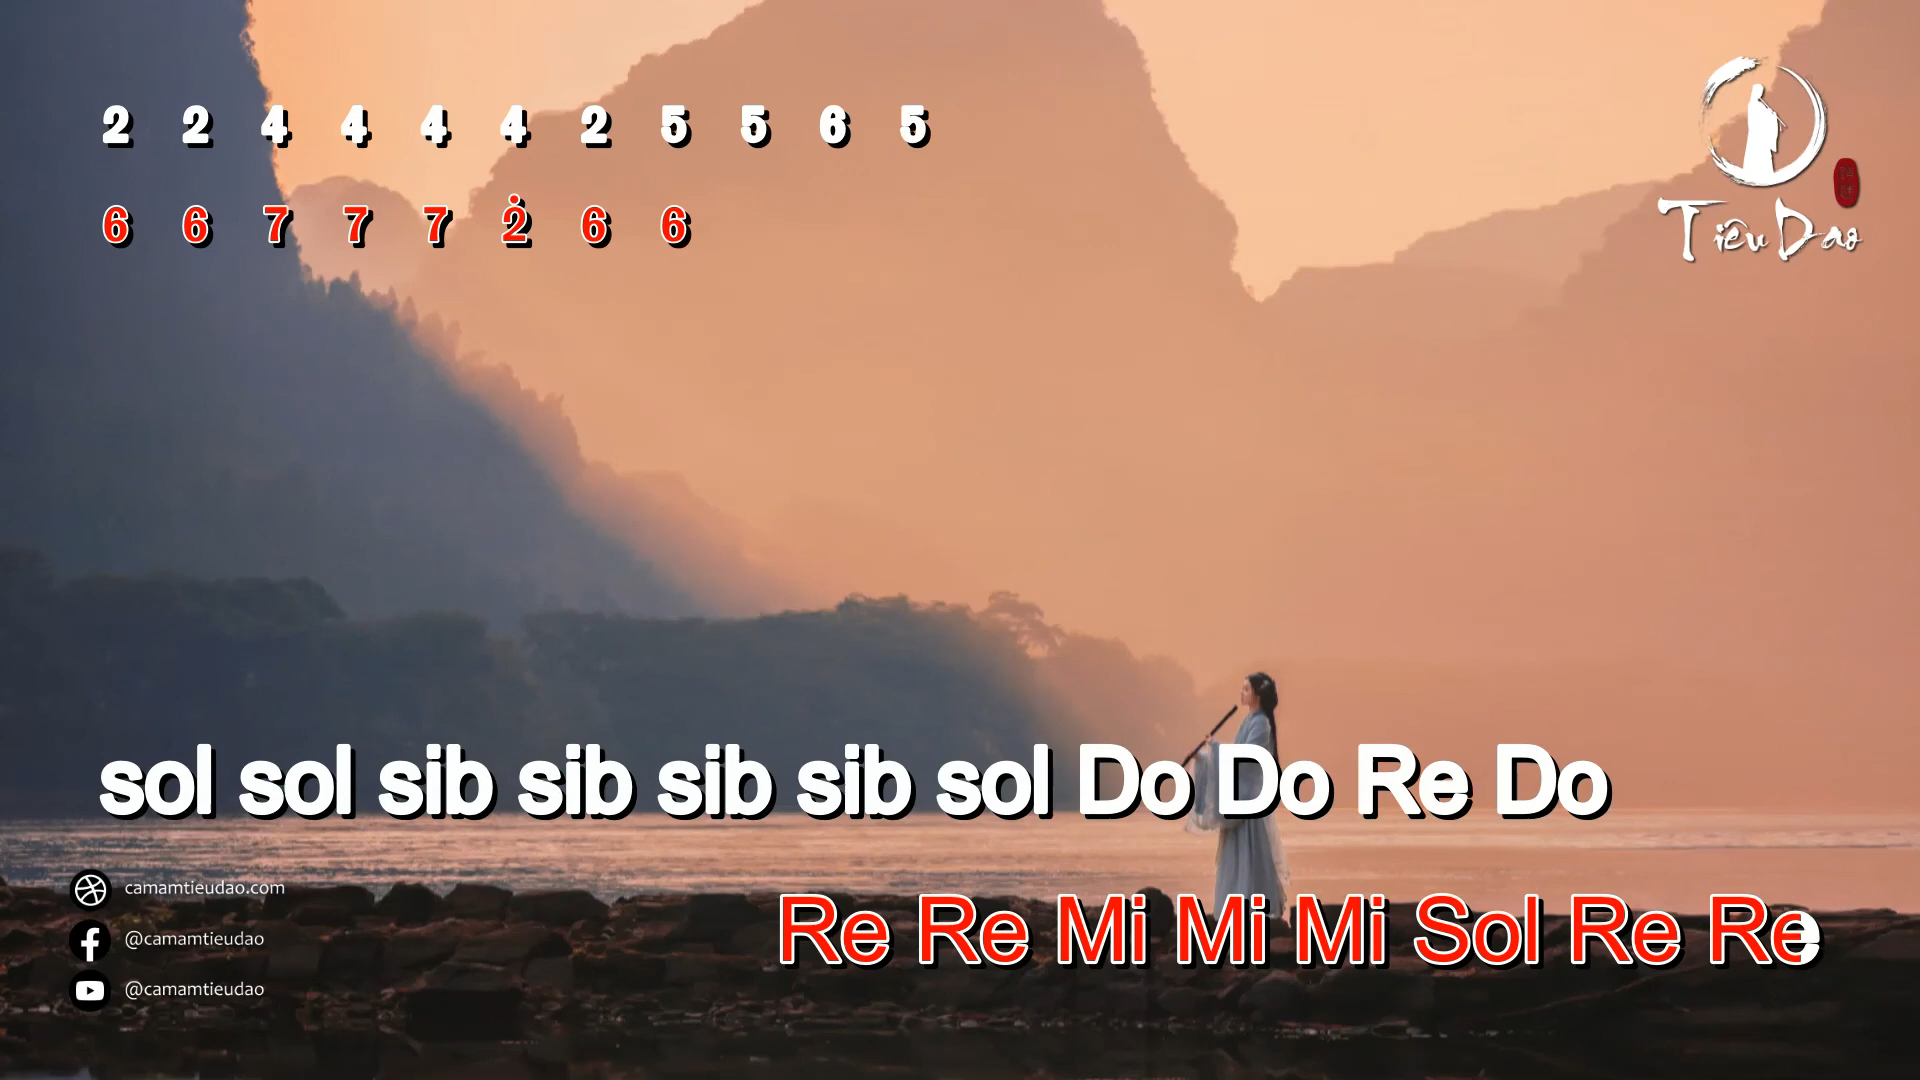 2 2 4 4 4 4 2 5 5 6 5
6 6 7 7 7 2̇ 6 6
Tiêu Dao
sol sol sib sib sib sib sol Do Do Re Do
Re Re Mi Mi Mi Sol Re Re
camamtieudao.com
@camamtieudao
@camamtieudao